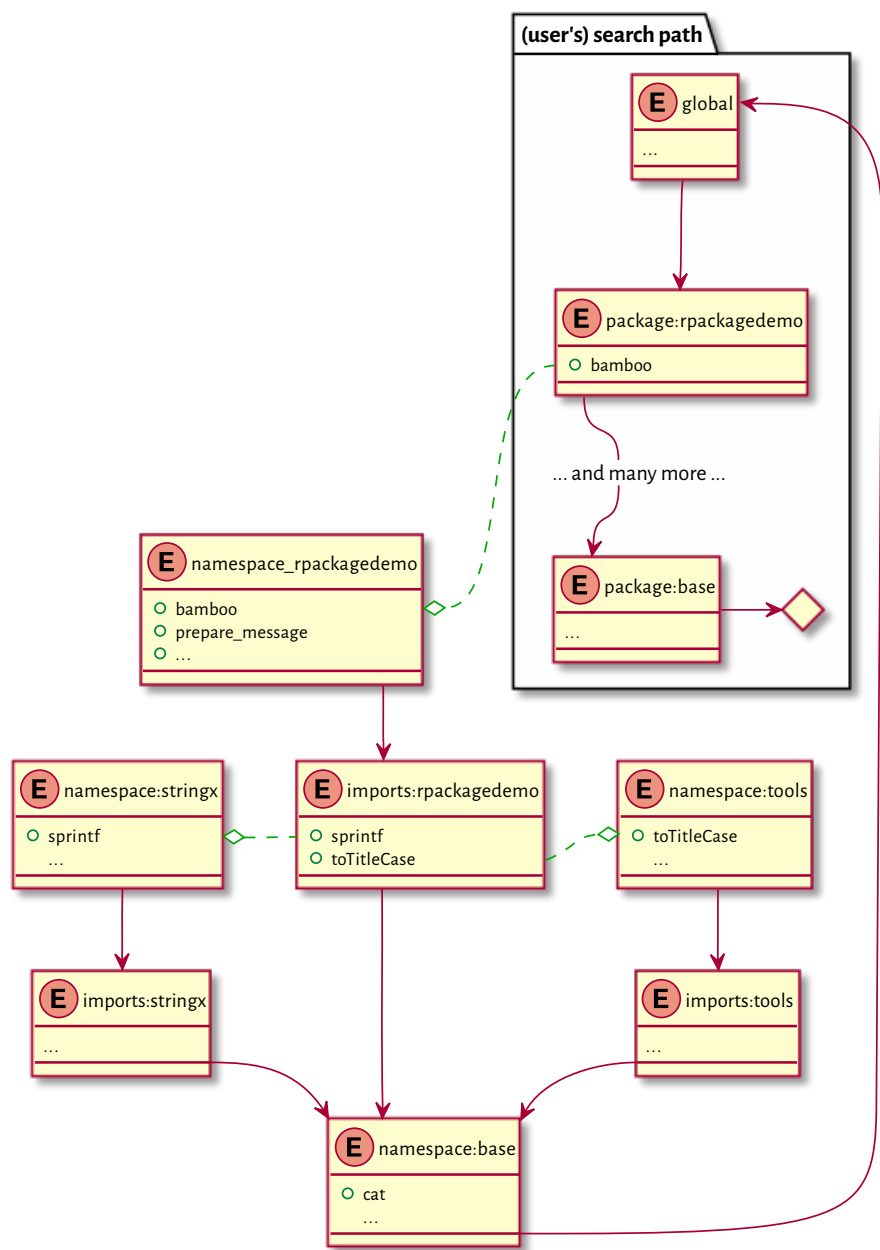 (user's) search path
E global
...
E package:rpackagedemo
bamboo
... and many more ...
E namespace_rpackagedemo
bamboo
prepare_message
...
E package:base
...
E namespace:stringx
sprintf
...
E imports:rpackagedemo
sprintf
toTitleCase
E namespace:tools
toTitleCase
...
E imports:stringx
...
E imports:tools
...
E namespace:base
cat
...